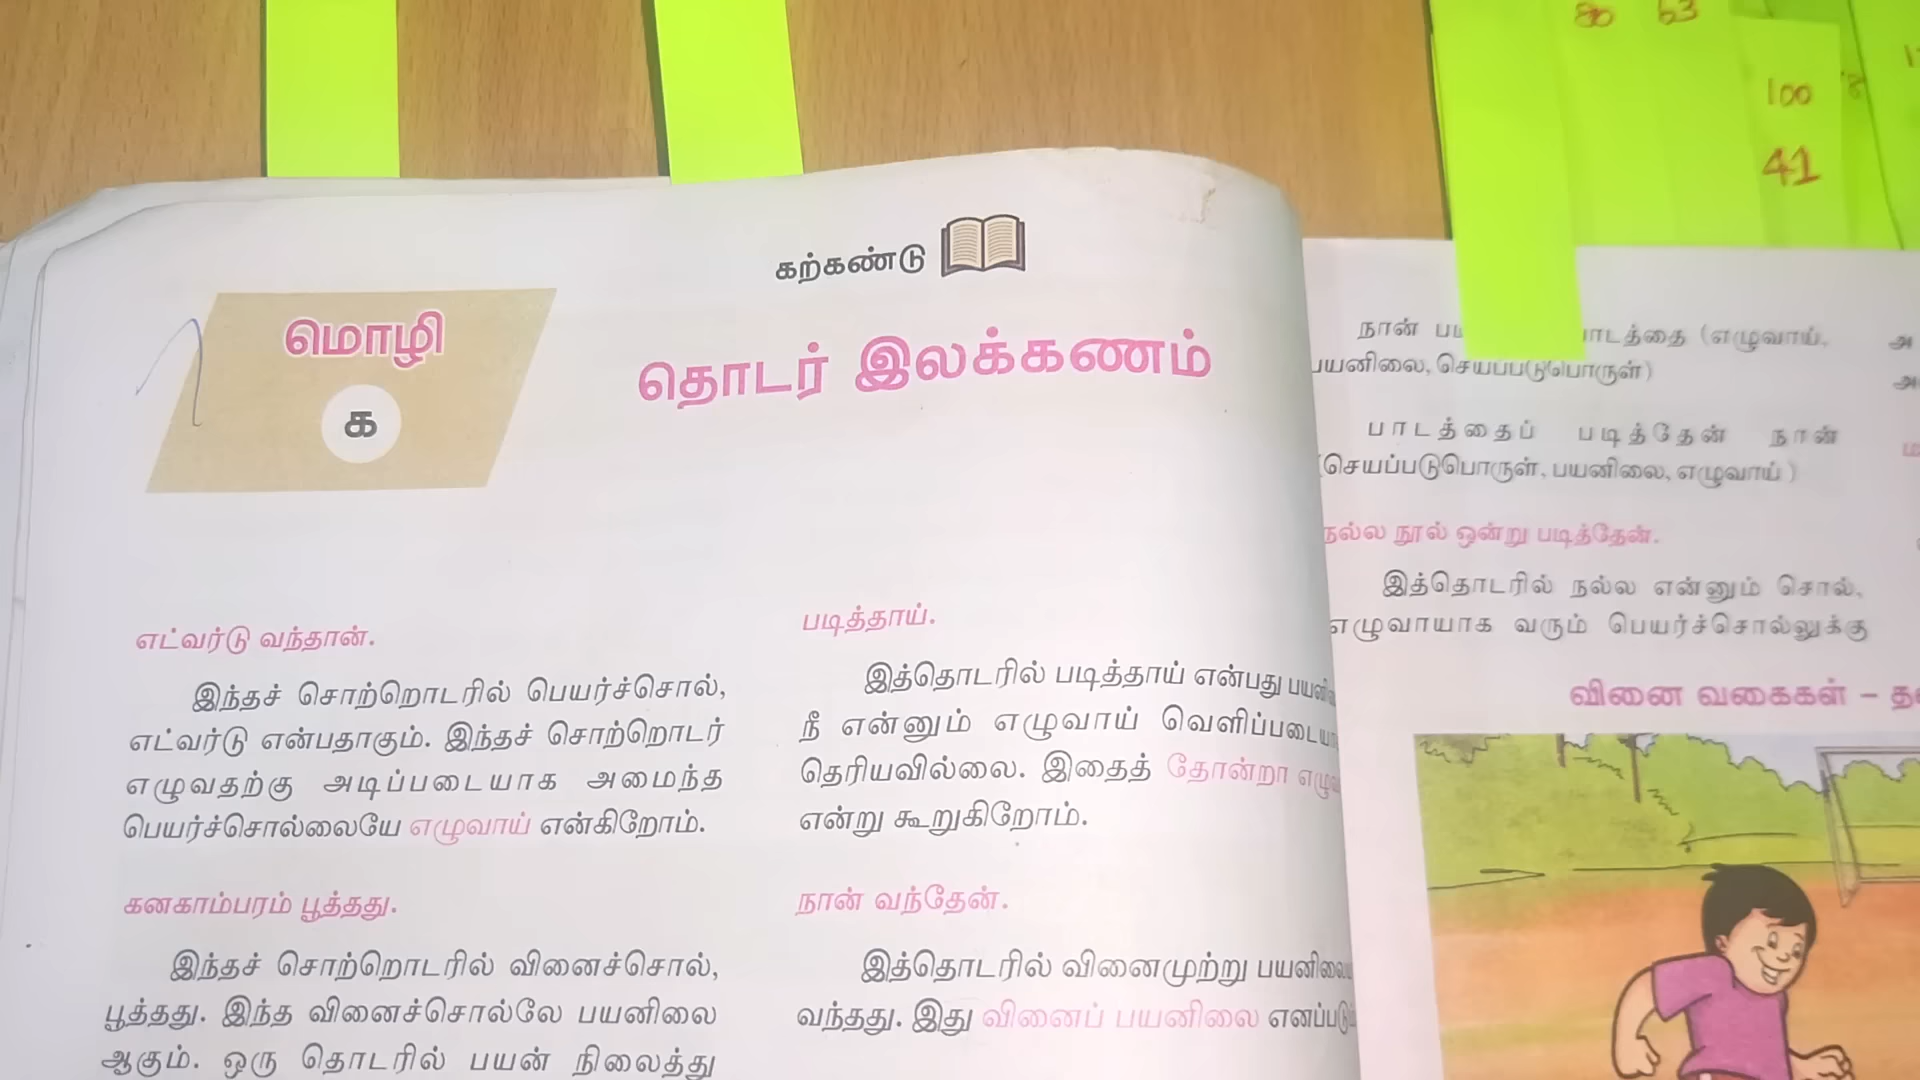 80 63
100
41
கற்கண்டு
மொழி
க
தொடர் இலக்கணம்
எட்வர்டு வந்தான்.
இந்தச் சொற்றொடரில் பெயர்ச்சொல்,
எட்வர்டு என்பதாகும். இந்தச் சொற்றொடர்
எழுவதற்கு அடிப்படையாக அமைந்த
பெயர்ச்சொல்லையே எழுவாய் என்கிறோம்.
கனகாம்பரம் பூத்தது.
இந்தச் சொற்றொடரில் வினைச்சொல்,
பூத்தது. இந்த வினைச்சொல்லே பயனிலை
ஆகும். ஒரு தொடரில் பயன் நிலைத்து
படித்தாய்.
இத்தொடரில் படித்தாய் என்பது
நீ என்னும் எழுவாய்
தெரியவில்லை. இதைத் தோன்றா
என்று கூறுகிறோம்.
நான் வந்தேன்.
இத்தொடரில் வினைமுற்று
வந்தது. இது வினைப் பயனிலை
நான் (எழுவாய்,
பயனிலை, செயப்படுபொருள்)
பாடத்தைப் படித்தேன் நான்
(செயப்படுபொருள், பயனிலை, எழுவாய்)
நல்ல நூல் ஒன்று படித்தேன்.
இத்தொடரில் நல்ல என்னும் சொல்,
எழுவாயாக வரும் பெயர்ச்சொல்லுக்கு
வினை வகைகள் –